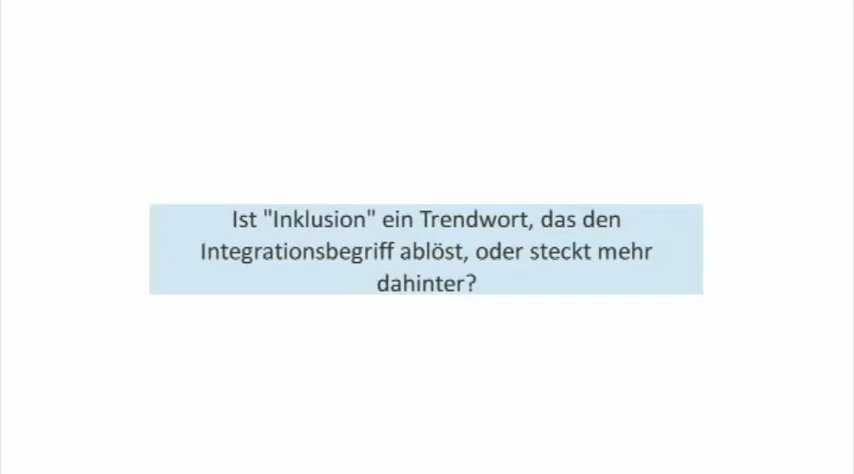 Ist "Inklusion" ein Trendwort, das den
Integrationsbegriff ablöst, oder steckt mehr
dahinter?